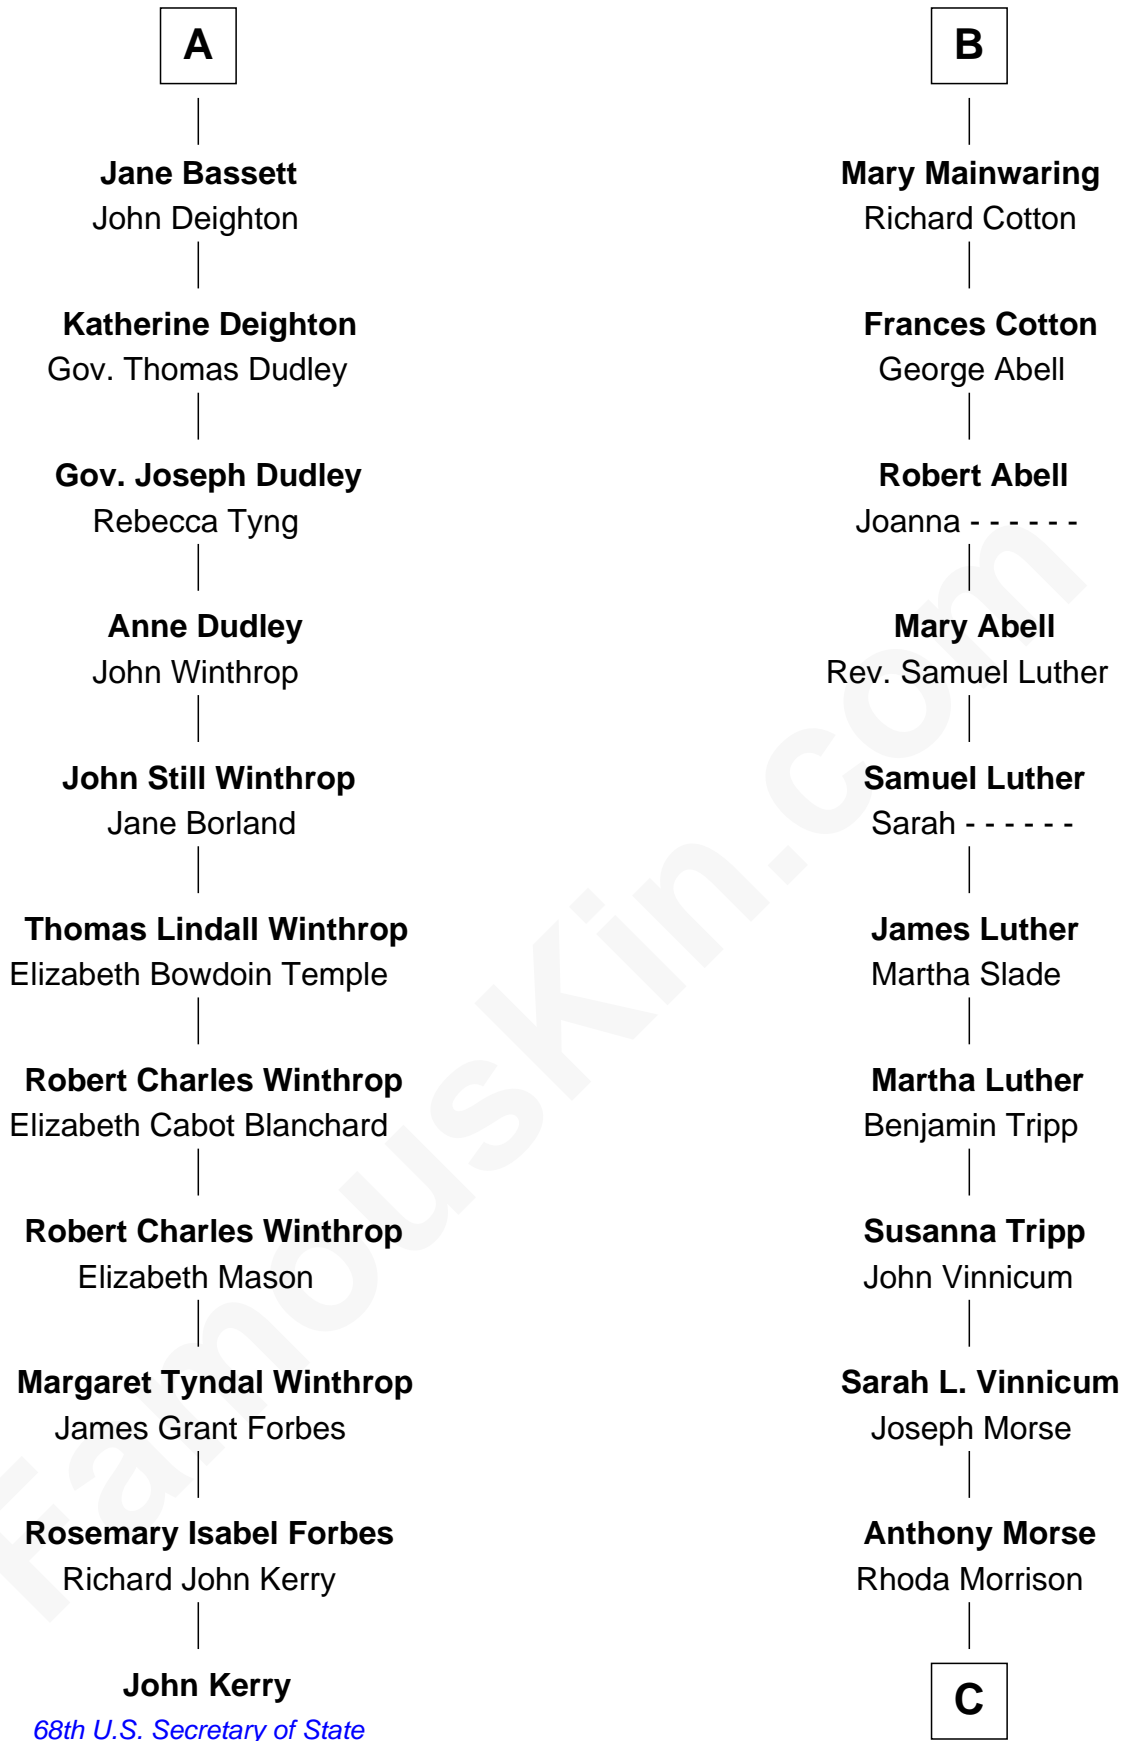 A
Jane Bassett
John Deighton
Katherine Deighton
Gov. Thomas Dudley
Gov. Joseph Dudley
Rebecca Tyng
Anne Dudley
John Winthrop
John Still Winthrop
Jane Borland
Thomas Lindall Winthrop
Elizabeth Bowdoin Temple
Robert Charles Winthrop
Elizabeth Cabot Blanchard
Robert Charles Winthrop
Elizabeth Mason
Margaret Tyndal Winthrop
James Grant Forbes
Rosemary Isabel Forbes
Richard John Kerry
John Kerry
68th U.S. Secretary of State
B
Mary Mainwaring
Richard Cotton
Frances Cotton
George Abell
Robert Abell
Joanna - - - - - -
Mary Abell
Rev. Samuel Luther
Samuel Luther
Sarah - - - - - -
James Luther
Martha Slade
Martha Luther
Benjamin Tripp
Susanna Tripp
John Vinnicum
Sarah L. Vinnicum
Joseph Morse
Anthony Morse
Rhoda Morrison
C
FamousKin.com